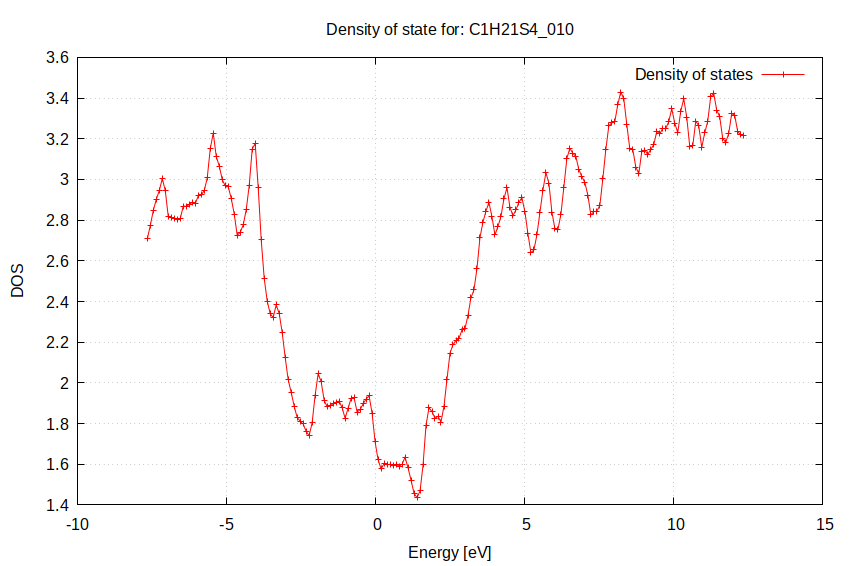 Density of state for: C1H21S4_010
Density of states
3.6
3.4
3.2
3
2.8
2.6
2.4
2.2
2
1.8
1.6
1.4
-10 -5 0 5 10 15
DOS
Energy [eV]